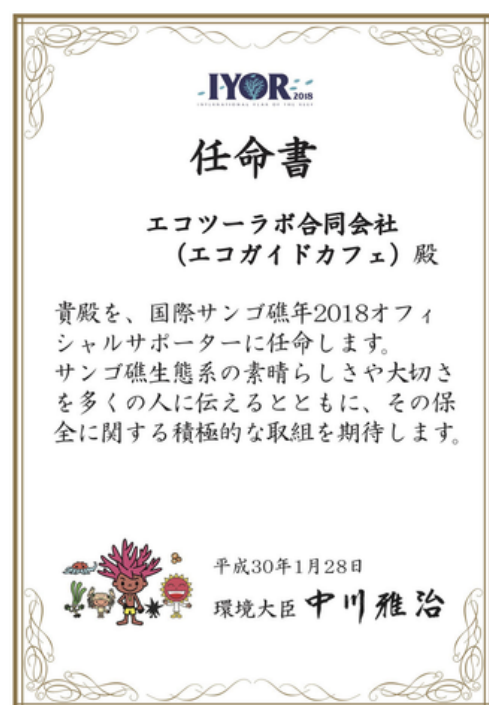 IYOR 2018
INTERNATIONAL YEAR OF THE REEF
任命書
エコツーラボ合同会社
(エコガイドカフェ)殿
貴殿を、国際サンゴ礁年2018オフィ
シャルサポーターに任命します。
サンゴ礁生態系の素晴らしさや大切さ
を多くの人に伝えるとともに、その保
全に関する積極的な取組を期待します。
平成30年1月28日
環境大臣 中川雅治